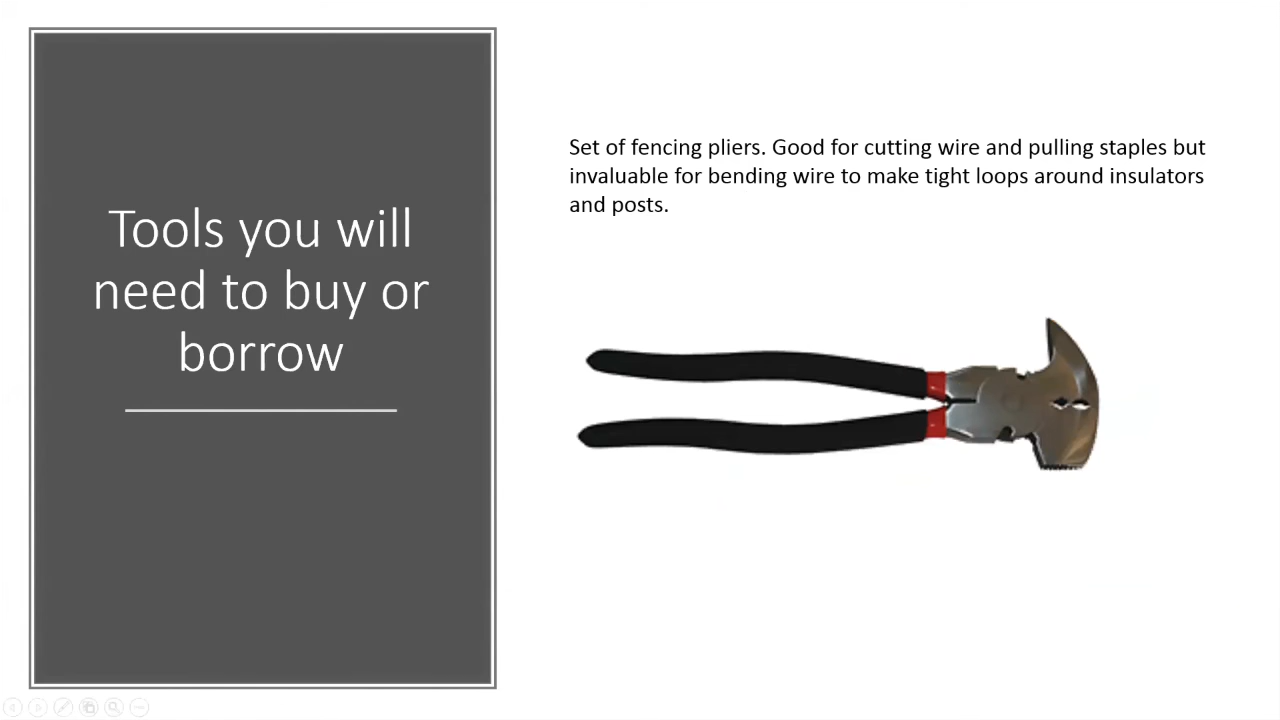 Tools you will
need to buy or
borrow
Set of fencing pliers. Good for cutting wire and pulling staples but
invaluable for bending wire to make tight loops around insulators
and posts.